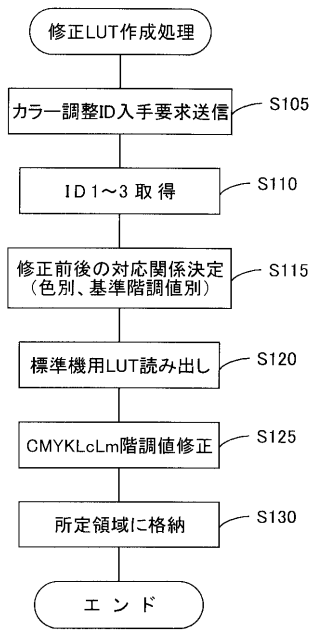 修正LUT作成処理
カラー調整ID入手要求送信
S105
ID1～3取得
S110
修正前後の対応関係決定
(色別、基準階調値別)
S115
標準機用LUT読み出し
S120
CMYKLcLm階調値修正
S125
所定領域に格納
S130
エンド